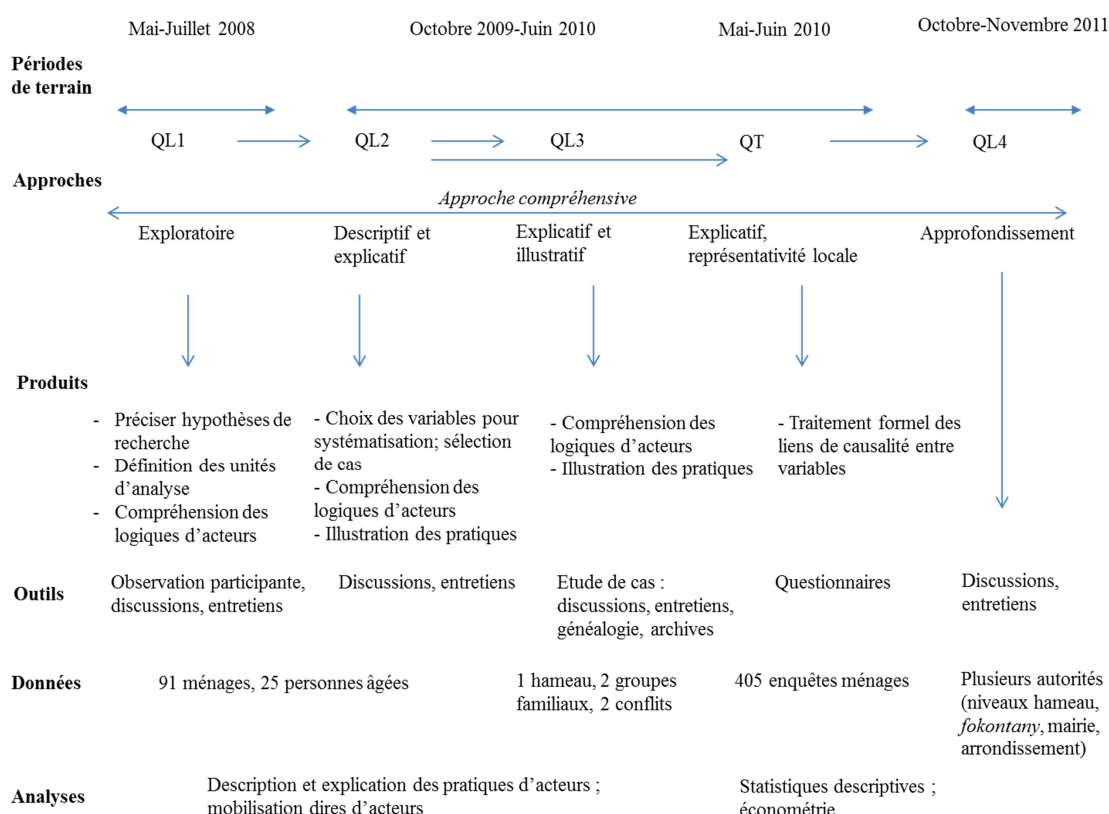 Mai-Juillet 2008
Octobre 2009-Juin 2010
Mai-Juin 2010
Octobre-Novembre 2011
Périodes
de terrain
QL1
QL2
QL3
QT
QL4
Approches
Approche compréhensive
Exploratoire
Descriptif et
explicatif
Explicatif et
illustratif
Explicatif,
représentativité locale
Approfondissement
Produits
- Préciser hypothèses de
recherche
- Définition des unités
d'analyse
- Compréhension des
logiques d'acteurs
- Choix des variables pour
systématisation; sélection
de cas
- Compréhension des
logiques d'acteurs
- Illustration des pratiques
- Compréhension des
logiques d'acteurs
- Illustration des pratiques
- Traitement formel des
liens de causalité entre
variables
Outils
Observation participante,
discussions, entretiens
Discussions, entretiens
Etude de cas :
discussions, entretiens,
généalogie, archives
Questionnaires
Discussions,
entretiens
Données
91 ménages, 25 personnes âgées
1 hameau, 2 groupes
familiaux, 2 conflits
405 enquêtes ménages
Plusieurs autorités
(niveaux hameau,
fokontany, mairie,
arrondissement)
Analyses
Description et explication des pratiques d'acteurs ;
mobilisation dires d'acteurs
Statistiques descriptives ;
économétrie